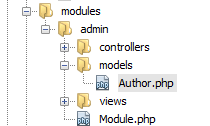 modules
admin
controllers
models
Author.php
views
Module.php